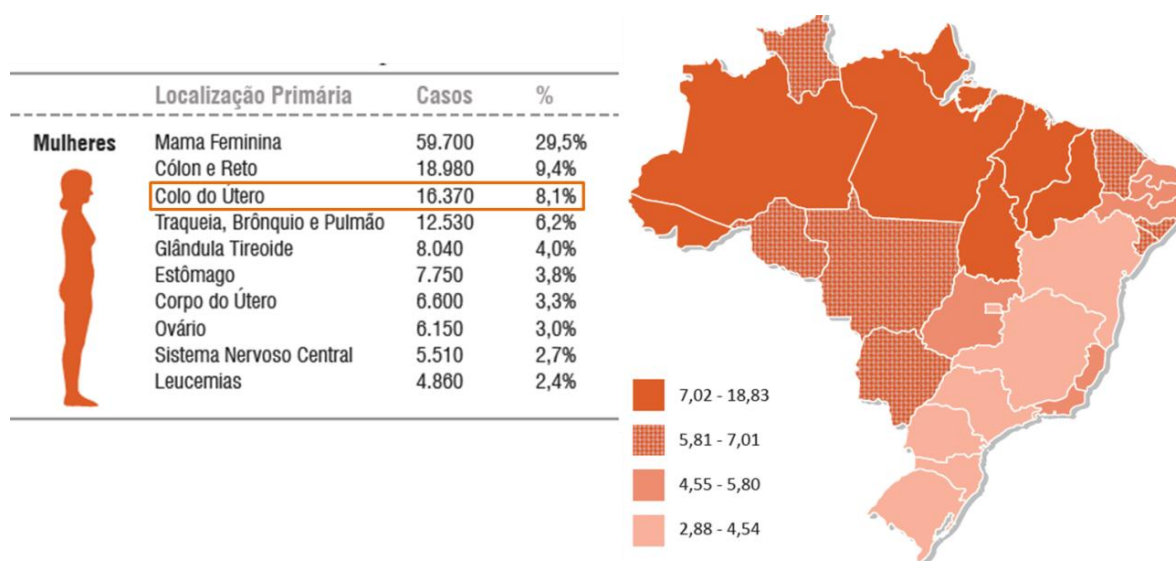 Localização Primária Casos %
Mulheres Mama Feminina 59.700 29,5%
Cólon e Reto 18.980 9,4%
Colo do Útero 16.370 8,1%
Traqueia, Brônquio e Pulmão 12.530 6,2%
Glândula Tireoide 8.040 4,0%
Estômago 7.750 3,8%
Corpo do Útero 6.600 3,3%
Ovário 6.150 3,0%
Sistema Nervoso Central 5.510 2,7%
Leucemias 4.860 2,4%
7,02 - 18,83
5,81 - 7,01
4,55 - 5,80
2,88 - 4,54